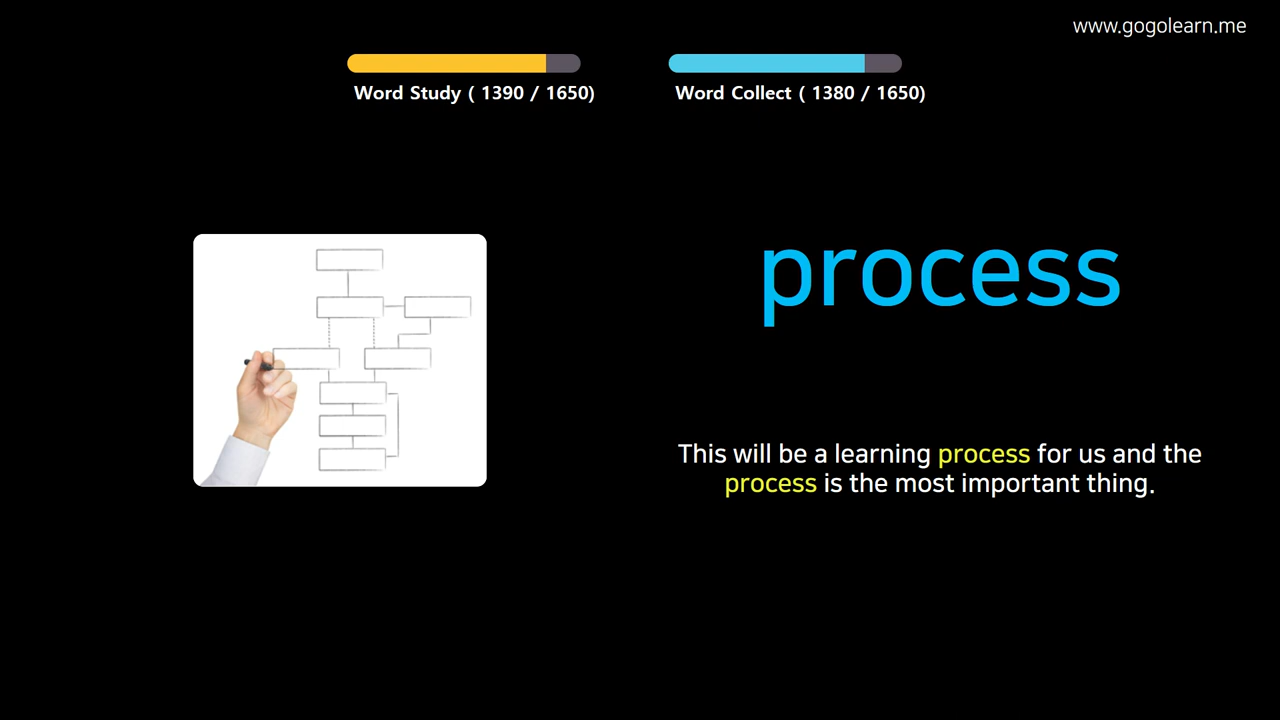 www.gogolearn.me
Word Study ( 1390 / 1650)
Word Collect ( 1380 / 1650)
process
This will be a learning process for us and the
process is the most important thing.